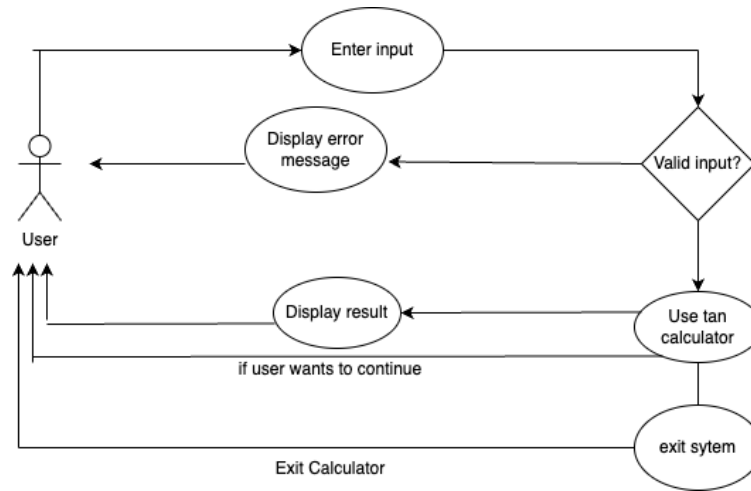 Enter input
Display error
message
Valid input?
User
Display result
Use tan
calculator
if user wants to continue
exit sytem
Exit Calculator